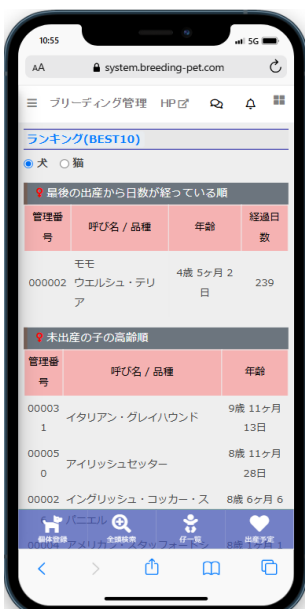 10:55
5G
AA system.breeding-pet.com
ブリーディング管理 HP
ランキング(BEST10)
犬 猫
最後の出産から日数が経っている順
管理番号 呼び名 / 品種 年齢 経過日数
000002 モモ ウエルシュ・テリア 4歳 5ヶ月 2日 239
未出産の子の高齢順
管理番号 呼び名 / 品種 年齢
000031 イタリアン・グレイハウンド 9歳 11ヶ月 13日
000050 アイリッシュセッター 8歳 11ヶ月 28日
00002 イングリッシュ・コッカー・スパニエル 8歳 6ヶ月 6
00004 アメリカン・スタッフォードシ 8歳 1ヶ月 1
個体登録 全頭検索 仔一覧 出産予定